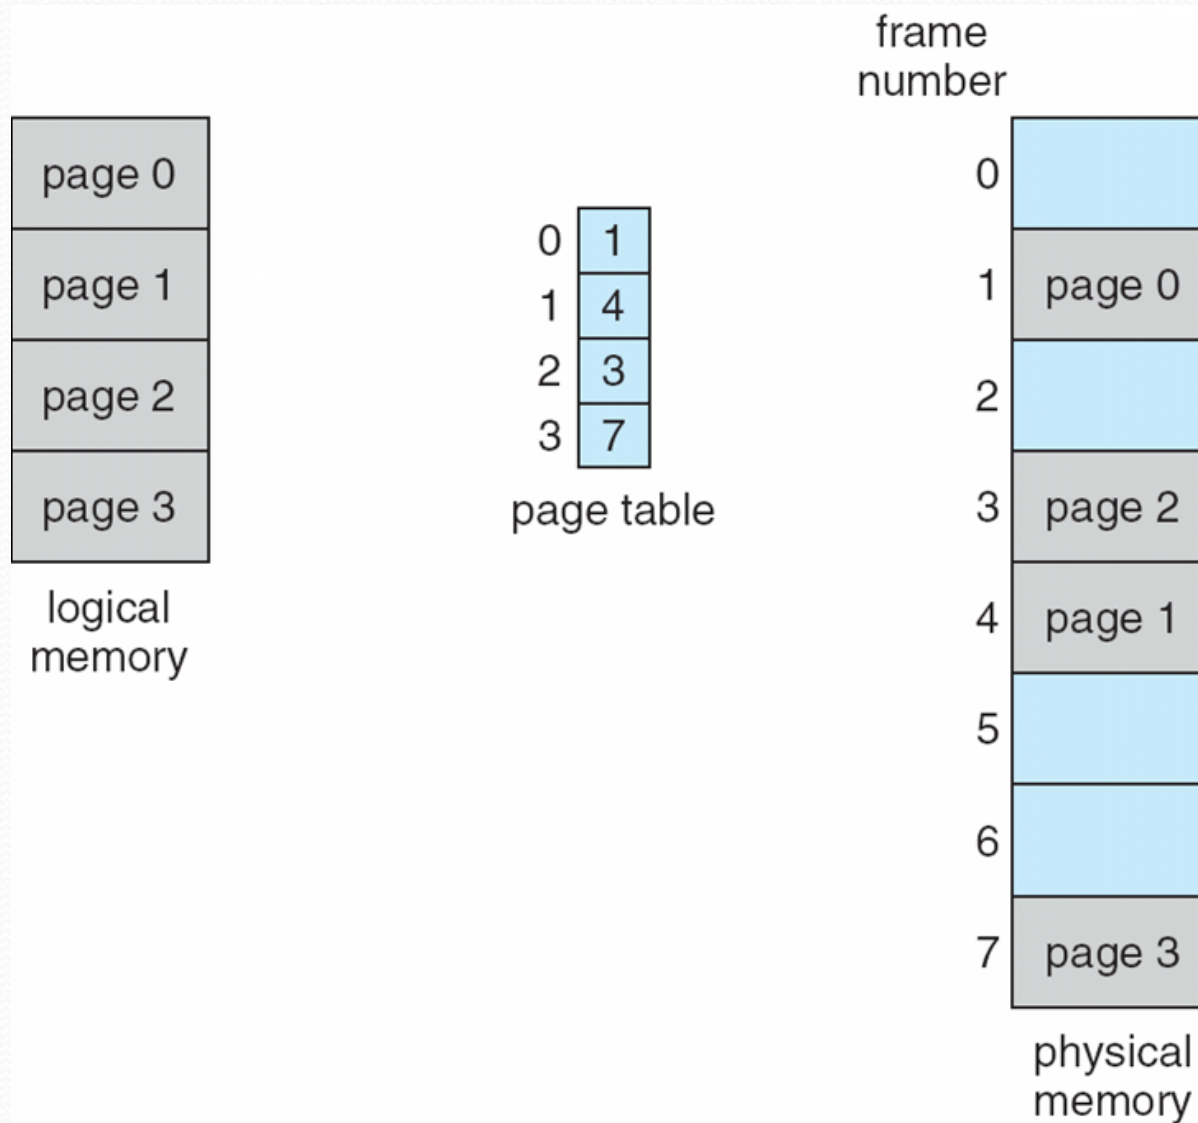 page 0
page 1
page 2
page 3
logical
memory
0 1
1 4
2 3
3 7
page table
frame
number
0
1 page 0
2
3 page 2
4 page 1
5
6
7 page 3
physical
memory